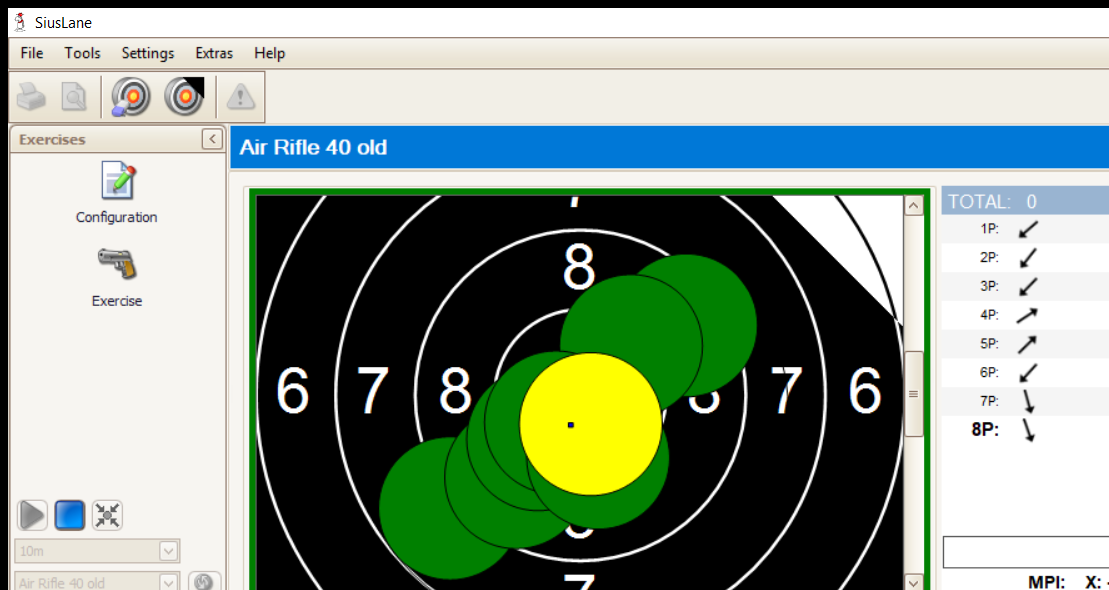 SiusLane
File Tools Settings Extras Help
Exercises
Air Rifle 40 old
Configuration
Exercise
10m
Air Rifle 40 old
7
8
6 7 8 8 7 6
8
7
TOTAL: 0
1P:
2P:
3P:
4P:
5P:
6P:
7P:
8P:
MPI: X: -